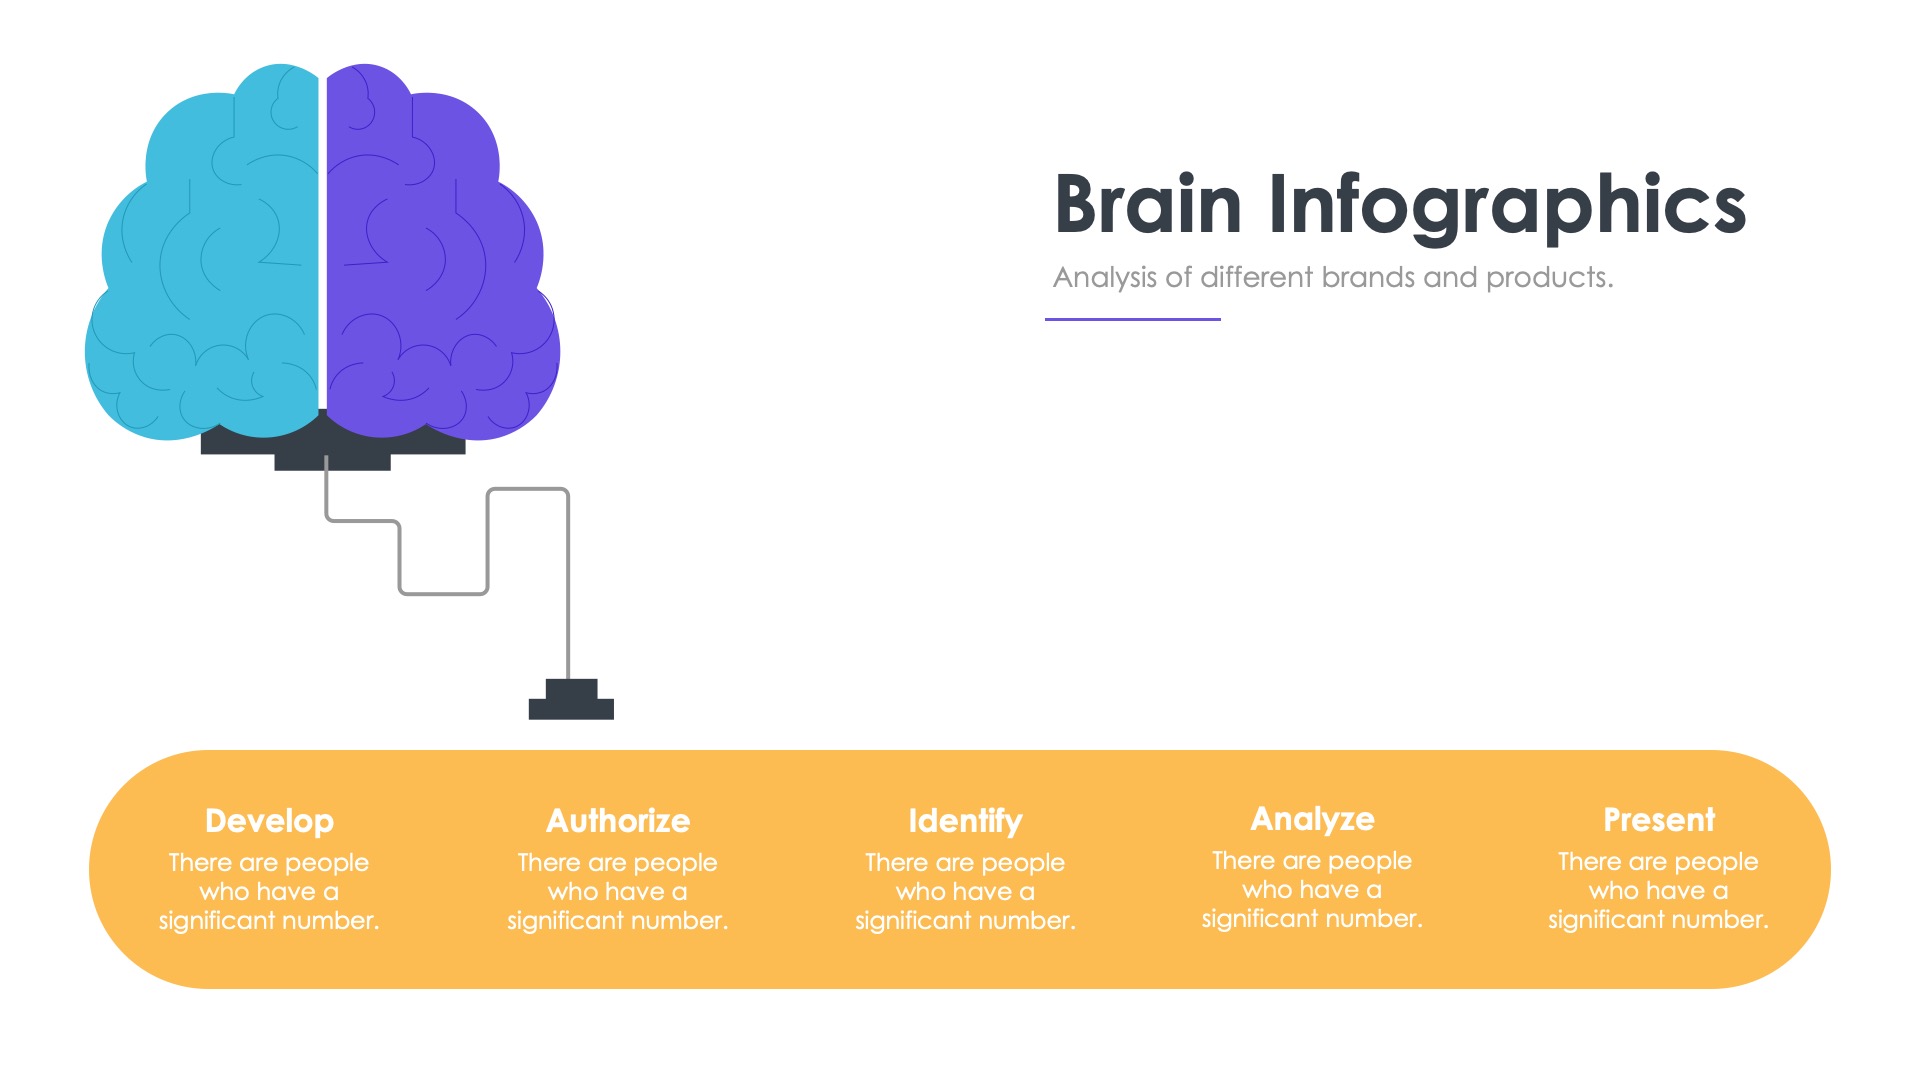 Brain Infographics
Analysis of different brands and products.
Develop
There are people
who have a
significant number.
Authorize
There are people
who have a
significant number.
Identify
There are people
who have a
significant number.
Analyze
There are people
who have a
significant number.
Present
There are people
who have a
significant number.